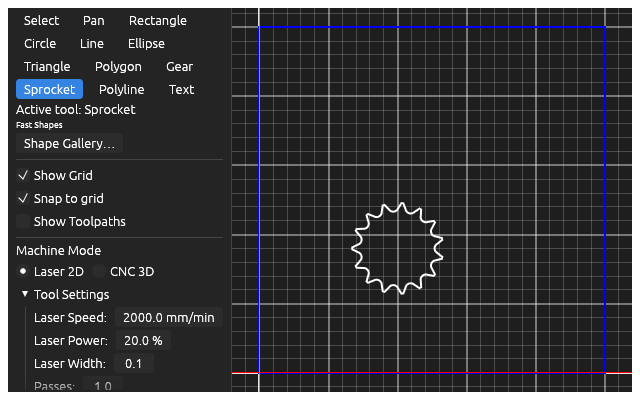 Select Pan Rectangle
Circle Line Ellipse
Triangle Polygon Gear
Sprocket Polyline Text
Active tool: Sprocket
Fast Shapes
Shape Gallery...
Show Grid
Snap to grid
Show Toolpaths
Machine Mode
Laser 2D CNC 3D
Tool Settings
Laser Speed: 2000.0 mm/min
Laser Power: 20.0 %
Laser Width: 0.1
Passes: 1.0